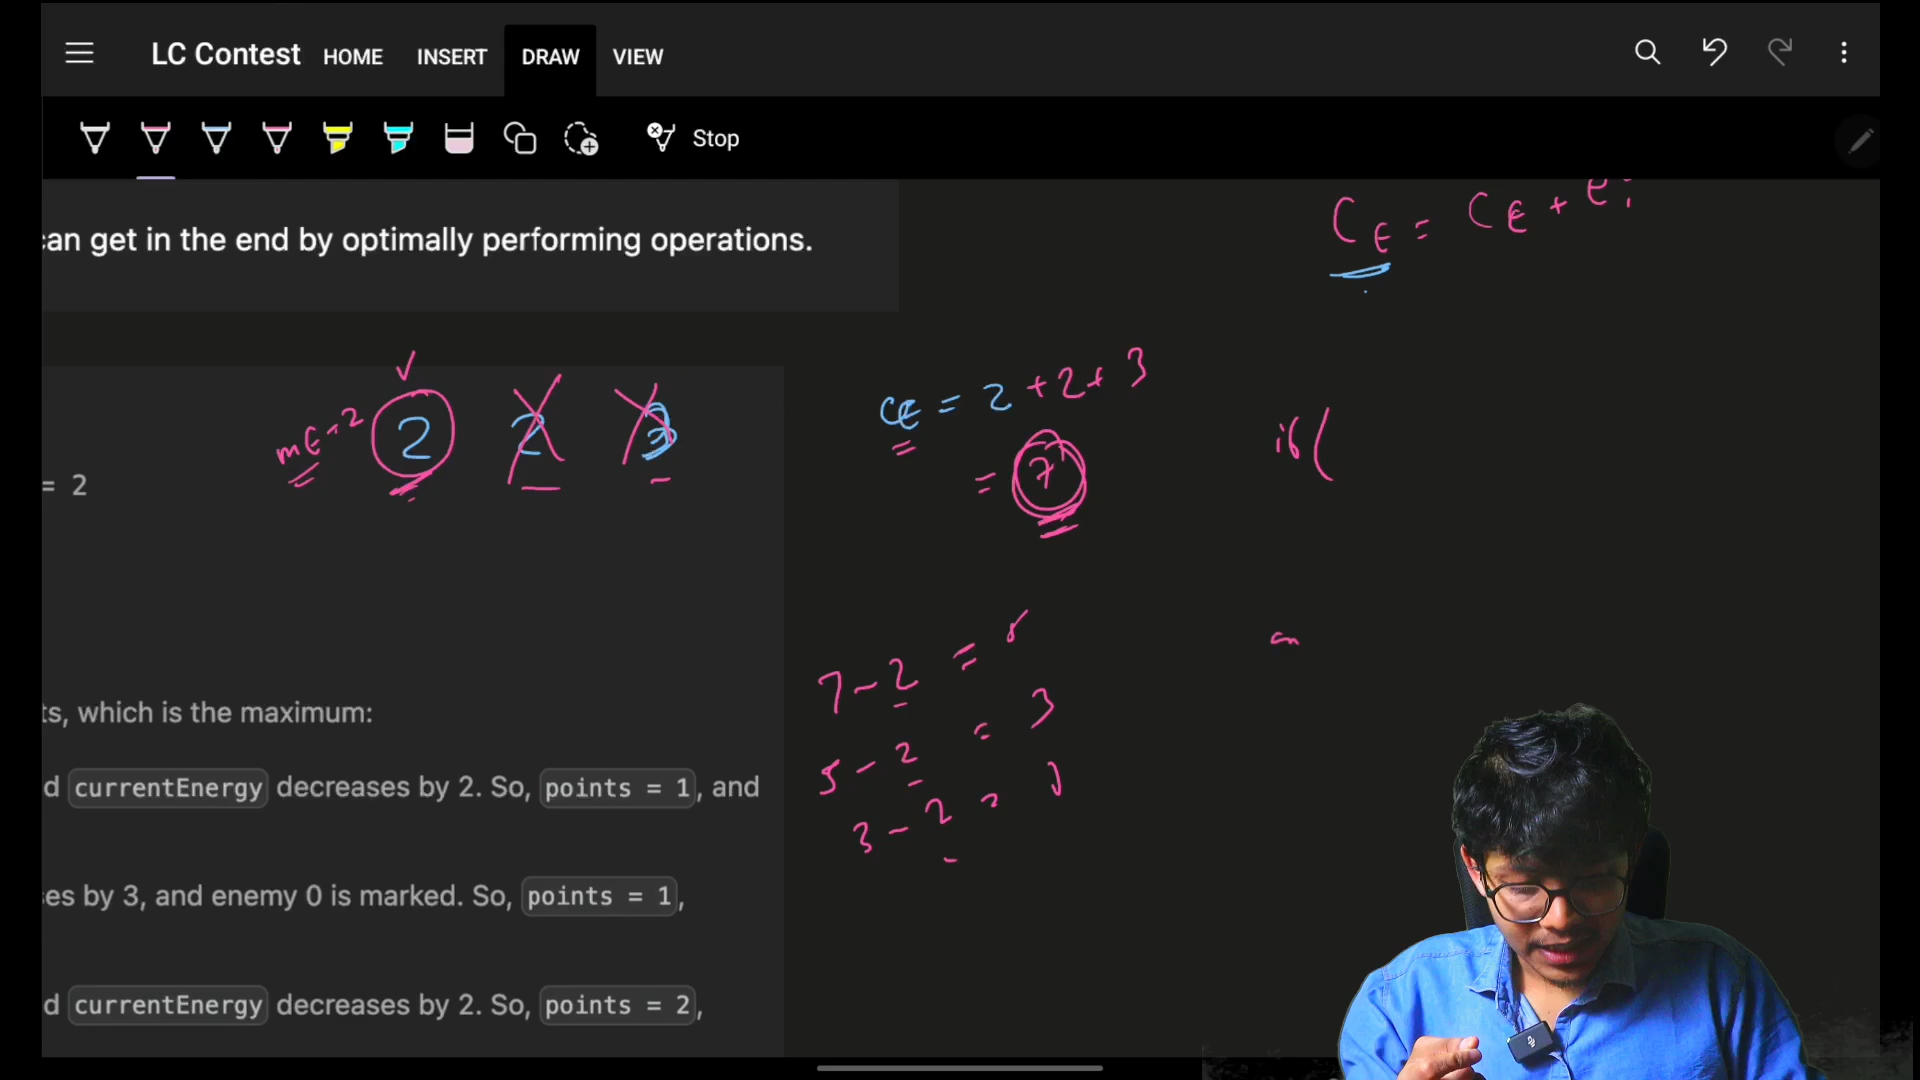 LC Contest HOME INSERT DRAW VIEW
Stop
can get in the end by optimally performing operations.
CE = CE + ei
mE = 2 2 2 3
CE = 2 + 2 + 3
= 7
if (
= 2
7 - 2 = 5
5 - 2 = 3
3 - 2 = 1
an
ts, which is the maximum:
d currentEnergy decreases by 2. So, points = 1, and
es by 3, and enemy 0 is marked. So, points = 1,
d currentEnergy decreases by 2. So, points = 2,